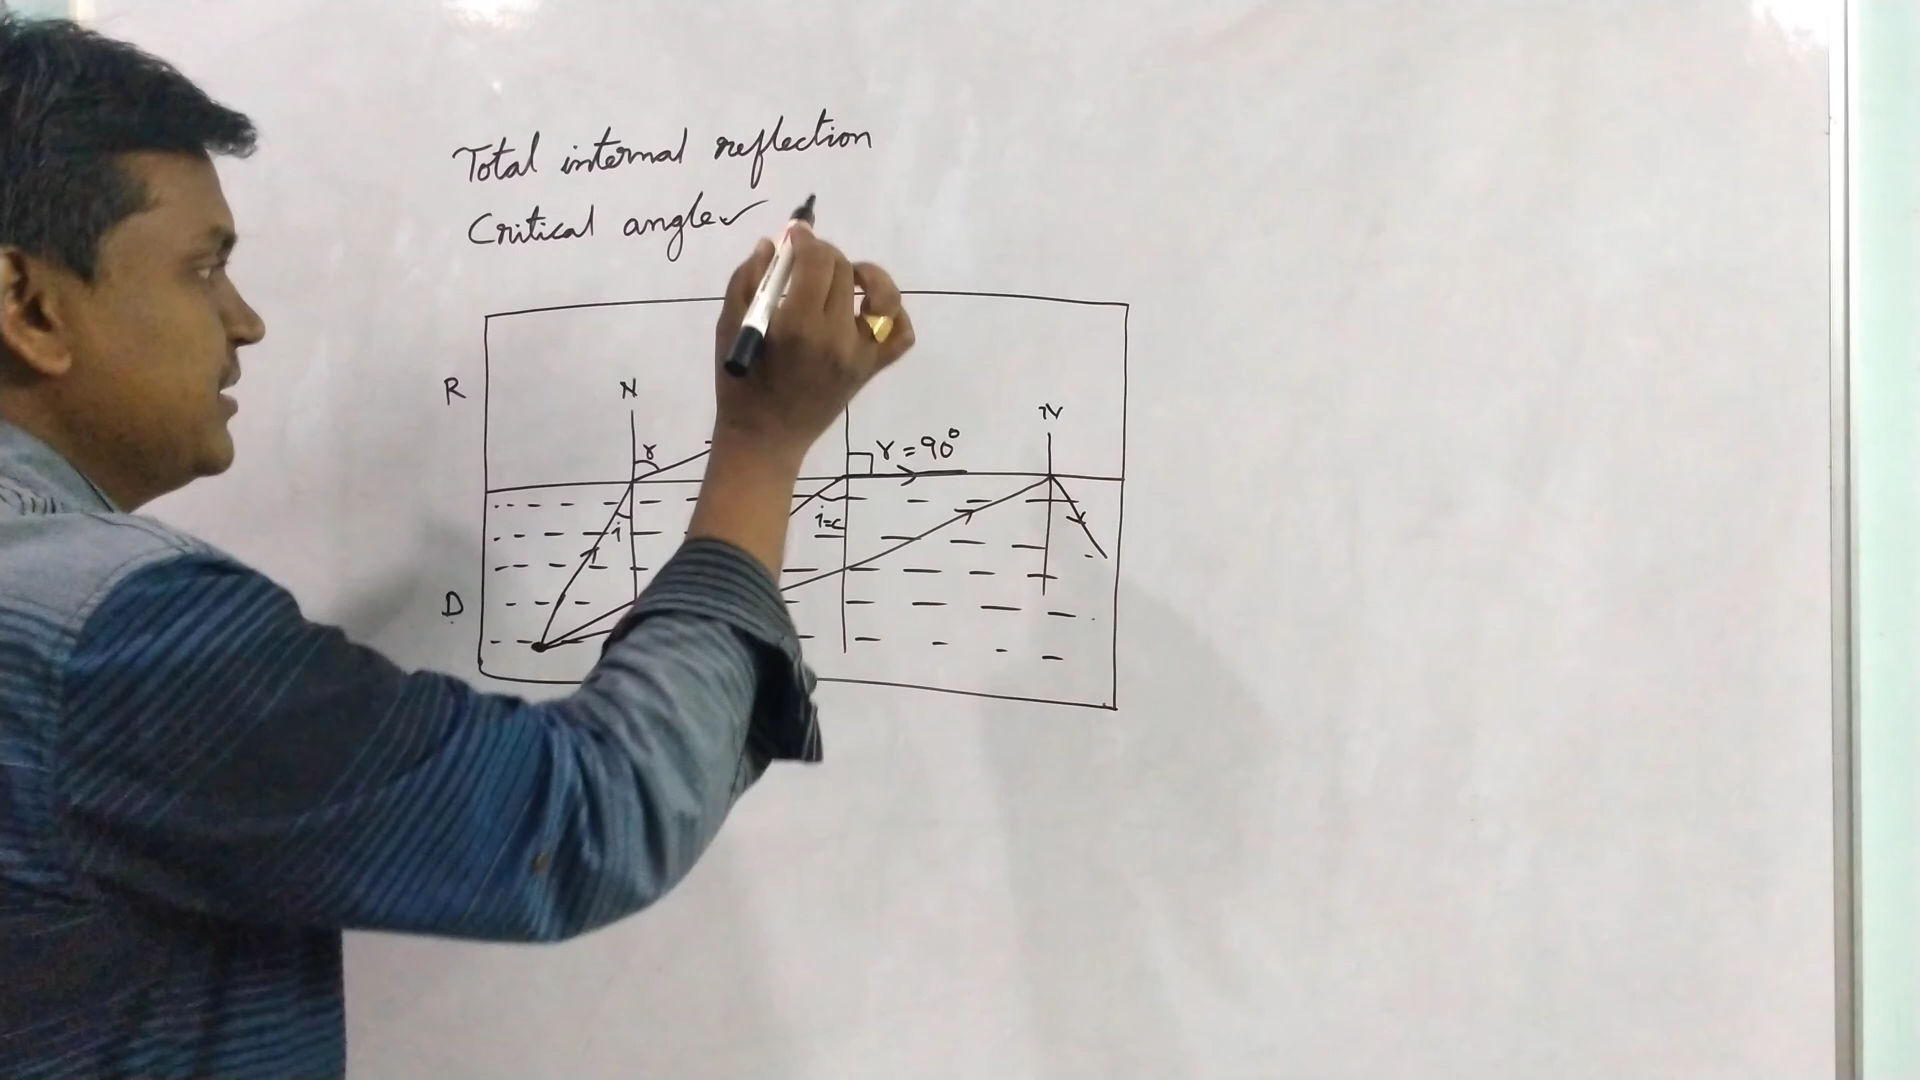 Total internal reflection
Critical angle
R
N
N
r
r = 90°
i
i=c
D